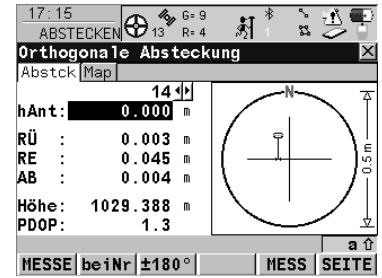 17:15
ABSTECKEN 13 G= 9
R= 4 1
Orthogonale Absteckung
Abstck Map
14
hAnt: 0.000 m
RÜ : 0.003 m
RE : 0.045 m
AB : 0.004 m
Höhe: 1029.388 m
PDOP: 1.3
N
0.5m
a
MESSE beiNr ±180° MESS SEITE